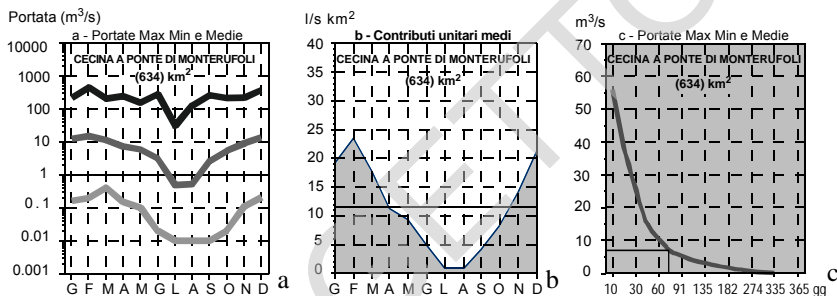 Portata (m³/s)
a - Portate Max Min e Medie
10000
1000
100
10
1
0.1
0.01
0.001
CECINA A PONTE DI MONTERUFOLI
(634) km²
G F M A M G L A S O N D
a
l/s km²
b - Contributi unitari medi
40
35
30
25
20
15
10
5
0
CECINA A PONTE DI MONTERUFOLI
(634) km²
G F M A M G L A S O N D
b
m³/s
c - Portate Max Min e Medie
70
60
50
40
30
20
10
0
CECINA A PONTE DI MONTERUFOLI
(634) km²
10 30 60 91 135 182 274 335 365 gg
c